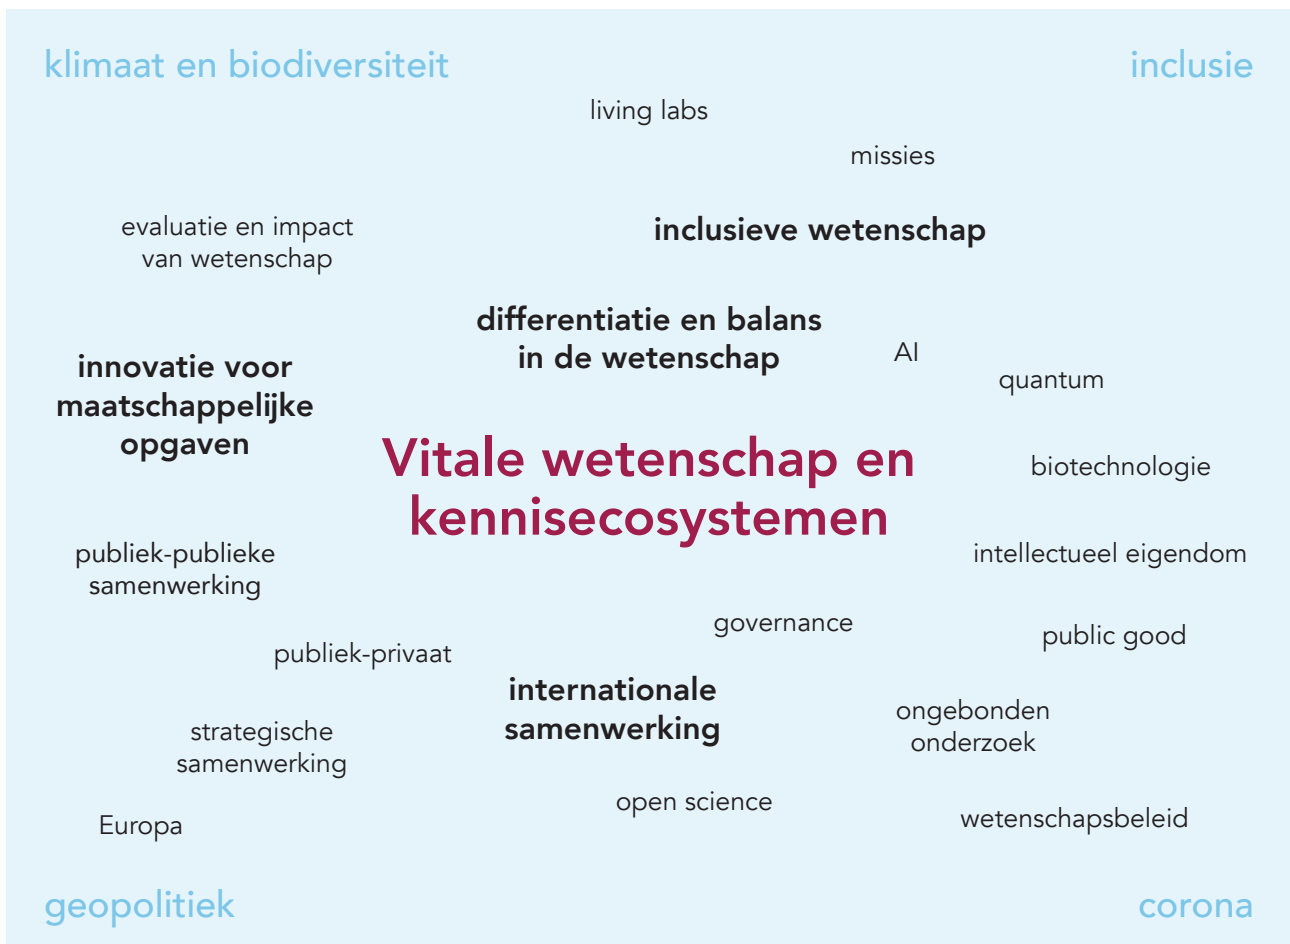 klimaat en biodiversiteit
inclusie
living labs
missies
evaluatie en impact
van wetenschap
inclusieve wetenschap
differentiatie en balans
in de wetenschap
AI
quantum
innovatie voor
maatschappelijke
opgaven
Vitale wetenschap en
kennisecosystemen
biotechnologie
publiek-publieke
samenwerking
intellectueel eigendom
governance
public good
publiek-privaat
internationale
samenwerking
ongebonden
onderzoek
strategische
samenwerking
open science
wetenschapsbeleid
Europa
geopolitiek
corona